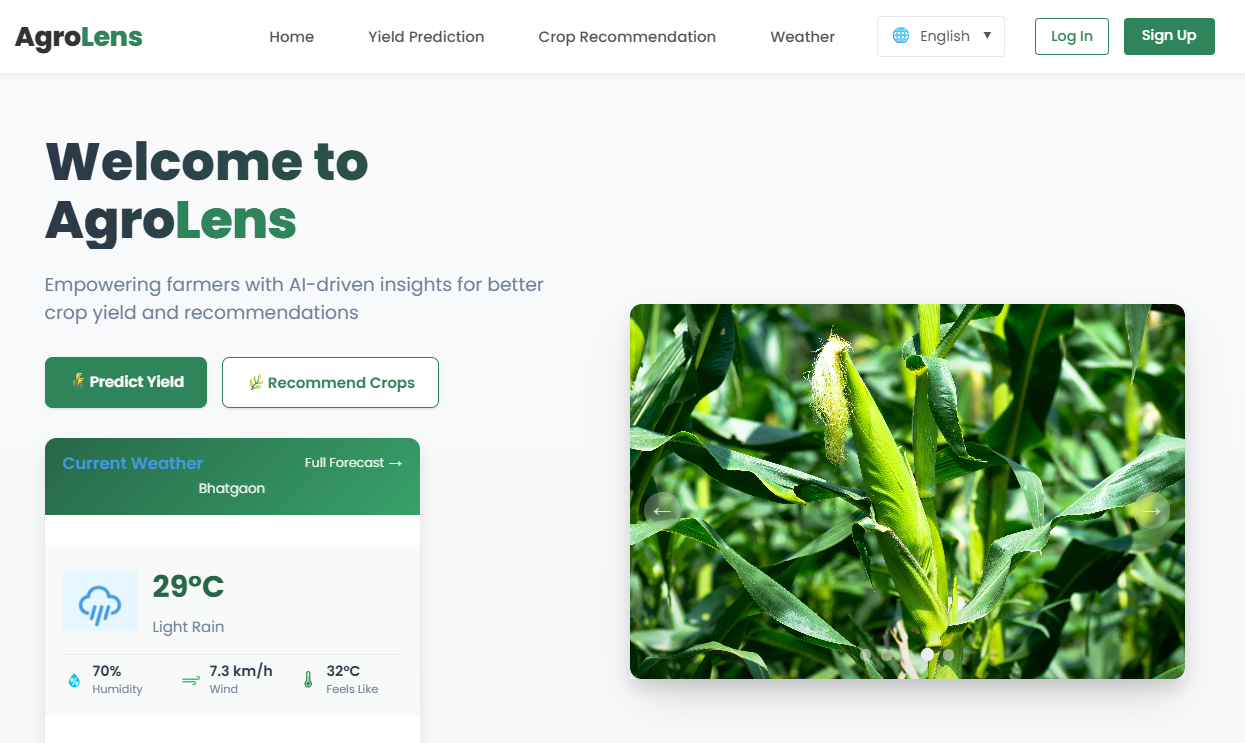 AgroLens
Home
Yield Prediction
Crop Recommendation
Weather
English
Log In
Sign Up
Welcome to
AgroLens
Empowering farmers with AI-driven insights for better
crop yield and recommendations
Predict Yield
Recommend Crops
Current Weather
Full Forecast →
Bhatgaon
29°C
Light Rain
70%
Humidity
7.3 km/h
Wind
32°C
Feels Like